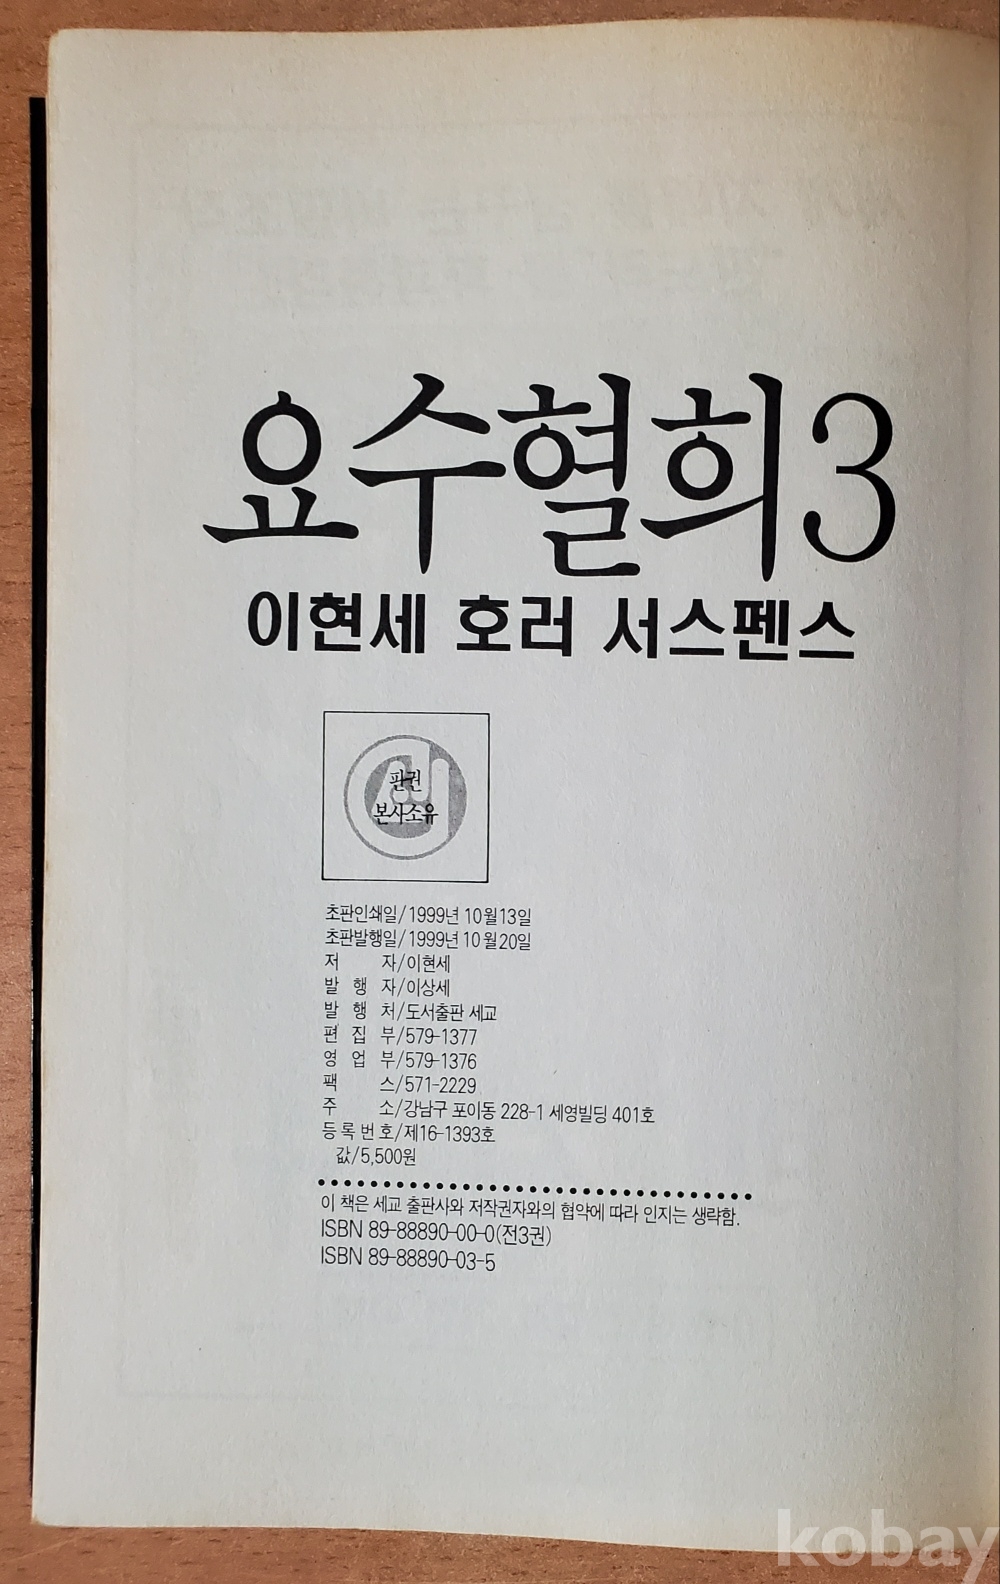 요수혈희3
이현세 호러 서스펜스
판권
본사소유
초판인쇄일/1999년 10월13일
초판발행일/1999년 10월20일
저 자/이현세
발 행 자/이상세
발 행 처/도서출판 세교
편 집 부/579-1377
영 업 부/579-1376
팩 스/571-2229
주 소/강남구 포이동 228-1 세영빌딩 401호
등록번호/제16-1393호
값/5,500원
이 책은 세교 출판사와 저작권자와의 협약에 따라 인지는 생략함.
ISBN 89-88890-00-0(전3권)
ISBN 89-88890-03-5
kobay